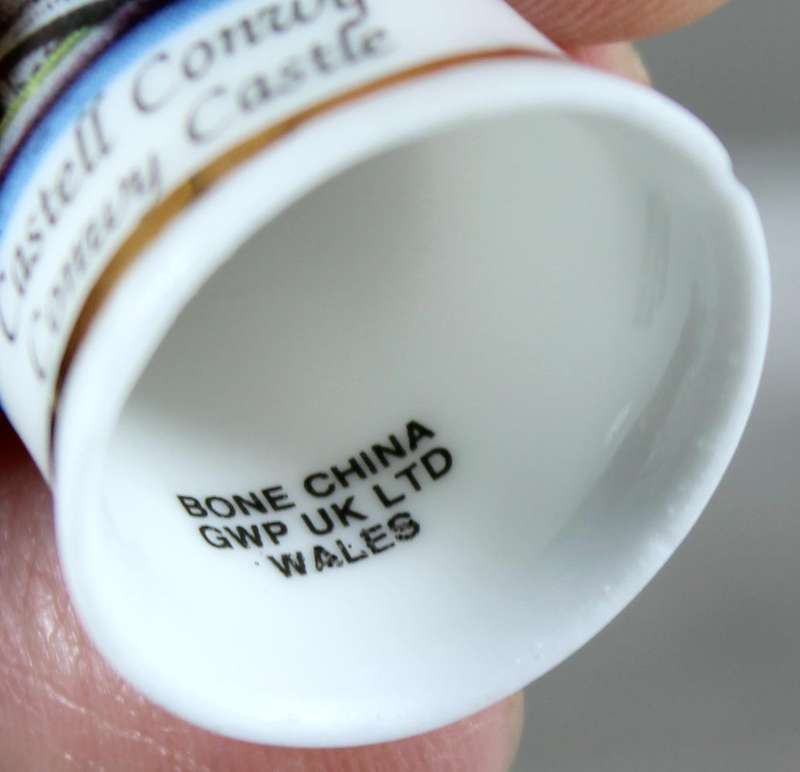 Castell Conwy
Conwy Castle
BONE CHINA
GWP UK LTD
WALES